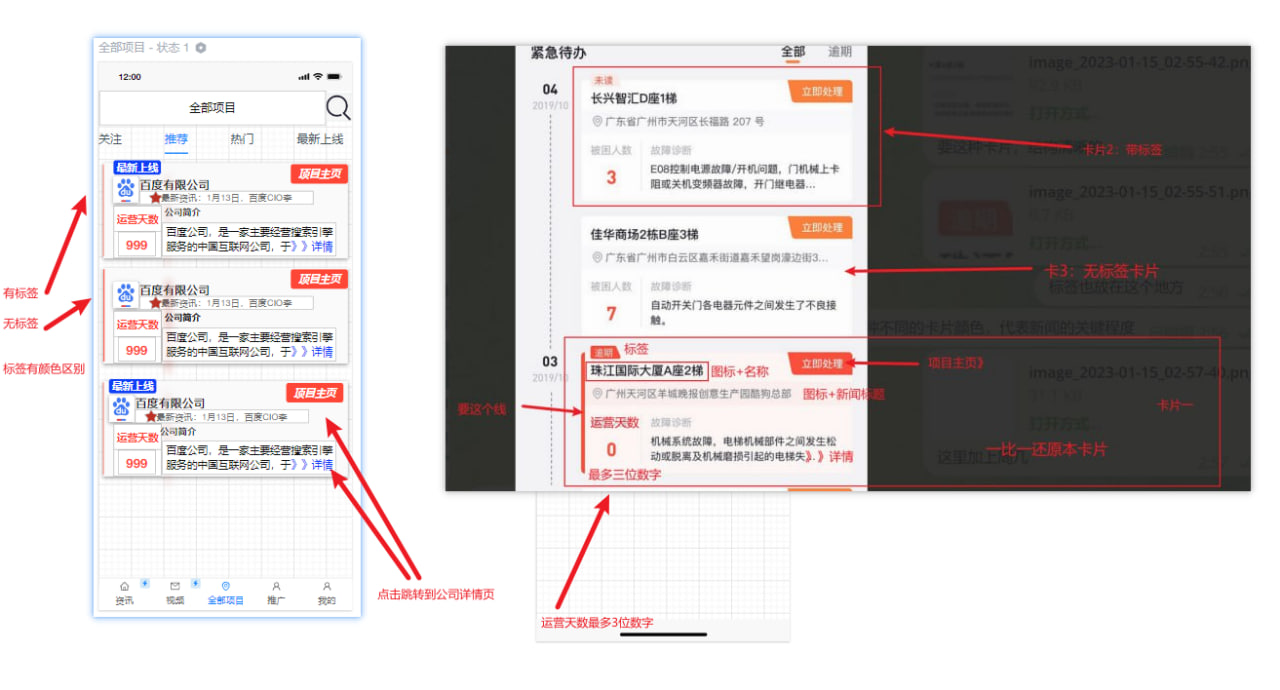 全部项目 - 状态 1
12:00
全部项目
关注 推荐 热门 最新上线
最新上线
项目主页
百度有限公司
最新资讯：1月13日，百度CIO李
运营天数
公司简介
999
百度公司，是一家主要经营搜索引擎
服务的中国互联网公司，于》》详情
项目主页
百度有限公司
最新资讯：1月13日，百度CIO李
运营天数
公司简介
999
百度公司，是一家主要经营搜索引擎
服务的中国互联网公司，于》》详情
最新上线
项目主页
百度有限公司
最新资讯：1月13日，百度CIO李
运营天数
公司简介
999
百度公司，是一家主要经营搜索引擎
服务的中国互联网公司，于》》详情
资讯 视频 全部项目 推广 我的
有标签
无标签
标签有颜色区别
点击跳转到公司详情页
紧急待办 全部 逾期
04
2019/10
未读
长兴智汇D座1梯
立即处理
广东省广州市天河区长福路 207 号
被困人数 故障诊断
3
E08控制电源故障/开机问题，门机械上卡
阻或关机变频器故障，开门继电器...
佳华商场2栋B座3梯
立即处理
广东省广州市白云区嘉禾街道嘉禾望岗濠边街3...
被困人数 故障诊断
7
自动开关门各电器元件之间发生了不良接
触。
03
2019/10
逾期 标签
珠江国际大厦A座2梯 图标+名称
立即处理
广州天河区羊城晚报创意生产园酷狗总部 图标+新闻标题
运营天数 故障诊断
0
机械系统故障，电梯机械部件之间发生松
动或脱离及机械磨损引起的电梯失》.》详情
最多三位数字
要这个线
运营天数最多3位数字
卡片2：带标签
卡3：无标签卡片
项目主页》
卡片一
一比一还原本卡片
image_2023-01-15_02-55-42.png
打开方式...
image_2023-01-15_02-55-51.png
打开方式...
标签也放在这个地方
种不同的卡片颜色，代表新闻的关键程度
image_2023-01-15_02-57-40.png
打开方式...